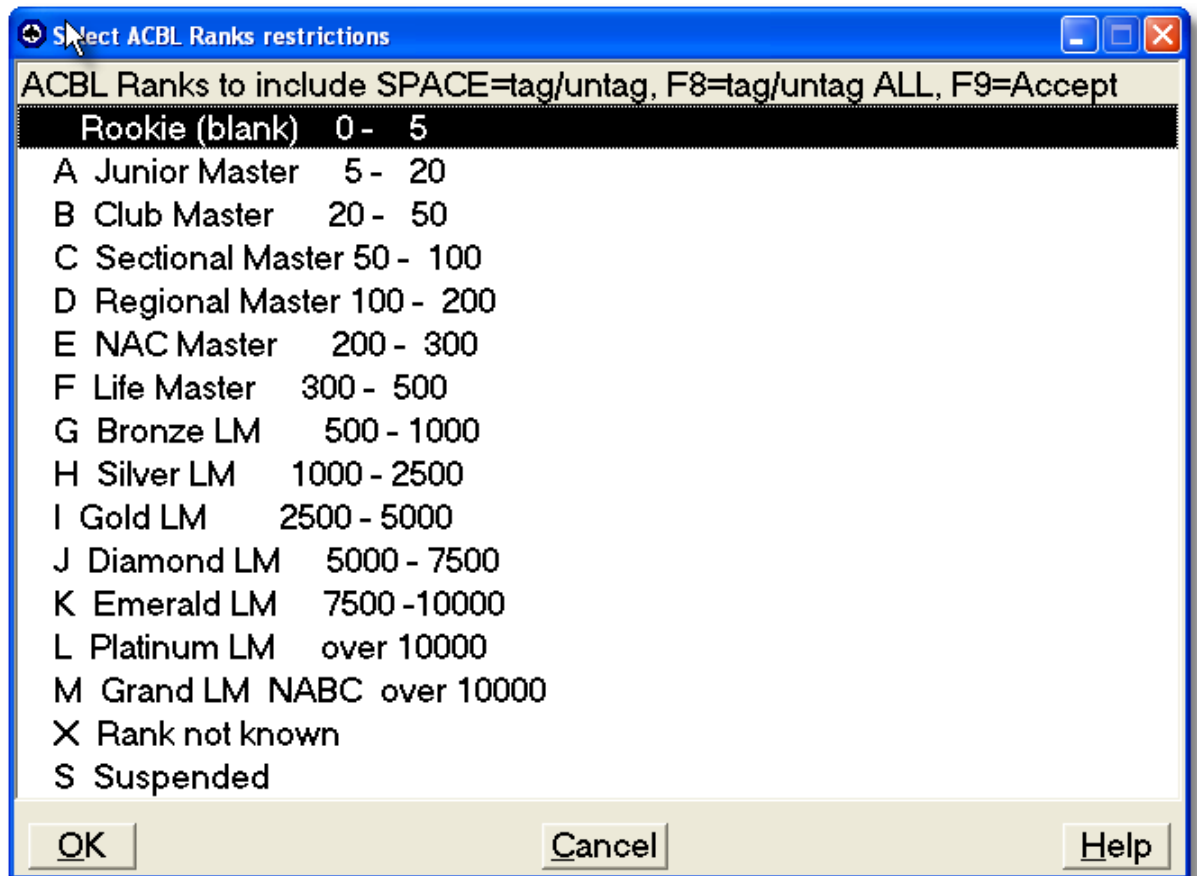 Select ACBL Ranks restrictions
ACBL Ranks to include SPACE=tag/untag, F8=tag/untag ALL, F9=Accept
Rookie (blank) 0 - 5
A Junior Master 5 - 20
B Club Master 20 - 50
C Sectional Master 50 - 100
D Regional Master 100 - 200
E NAC Master 200 - 300
F Life Master 300 - 500
G Bronze LM 500 - 1000
H Silver LM 1000 - 2500
I Gold LM 2500 - 5000
J Diamond LM 5000 - 7500
K Emerald LM 7500 -10000
L Platinum LM over 10000
M Grand LM NABC over 10000
X Rank not known
S Suspended
OK Cancel Help